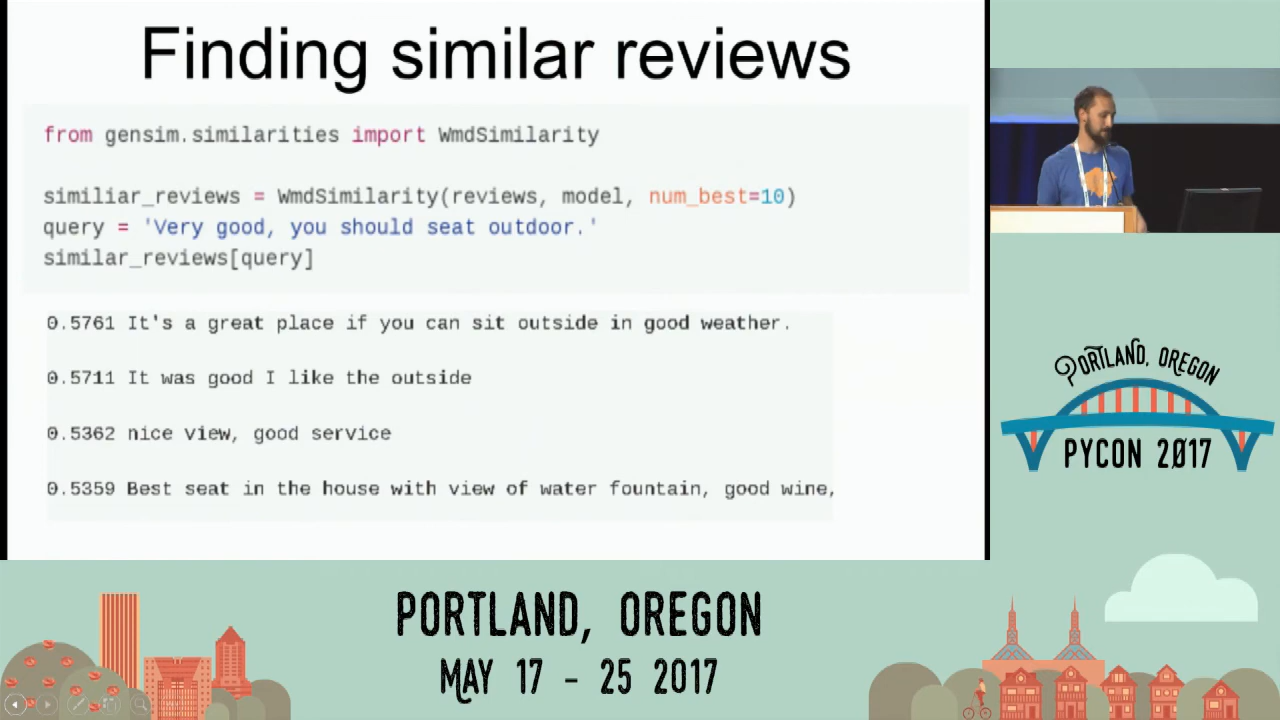 Finding similar reviews
from gensim.similarities import WmdSimilarity
similiar_reviews = WmdSimilarity(reviews, model, num_best=10)
query = 'Very good, you should seat outdoor.'
similar_reviews[query]
0.5761 It's a great place if you can sit outside in good weather.
0.5711 It was good I like the outside
0.5362 nice view, good service
0.5359 Best seat in the house with view of water fountain, good wine,
PORTLAND, OREGON
PYCON 2017
PORTLAND, OREGON
MAY 17 - 25 2017